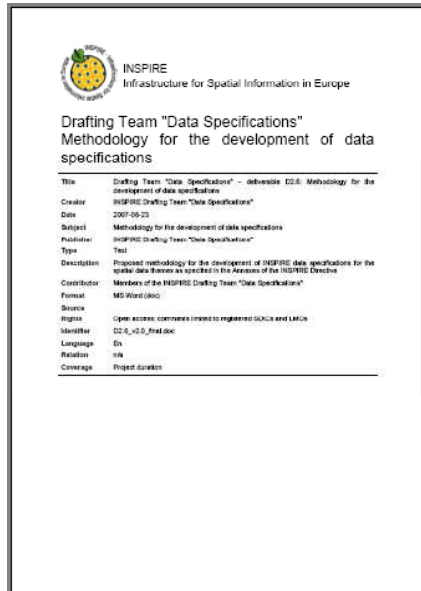 INSPIRE
Infrastructure for Spatial Information in Europe
Drafting Team "Data Specifications"
Methodology for the development of data
specifications
Title Drafting Team "Data Specifications" – deliverable D2.6: Methodology for the
development of data specifications
Creator INSPIRE Drafting Team "Data Specifications"
Date 2007-06-23
Subject Methodology for the development of data specifications
Publisher INSPIRE Drafting Team "Data Specifications"
Type Text
Description Proposed methodology for the development of INSPIRE data specifications for the
spatial data themes as specified in the Annexes of the INSPIRE Directive
Contributor Members of the INSPIRE Drafting Team "Data Specifications"
Format MS Word (doc)
Source
Rights Open access; comments limited to registered SDICs and LMOs
Identifier D2.6_v2.0_final.doc
Language En
Relation n/a
Coverage Project duration